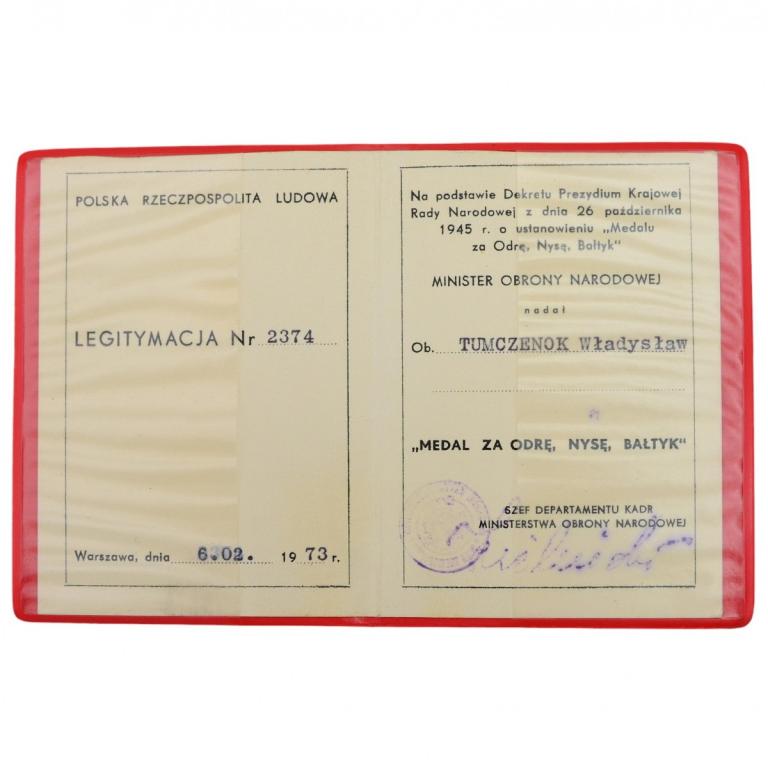 POLSKA RZECZPOSPOLITA LUDOWA
LEGITYMACJA Nr 2374
Warszawa, dnia 6.02. 1973 r.
Na podstawie Dekretu Prezydium Krajowej
Rady Narodowej z dnia 26 października
1945 r. o ustanowieniu „Medalu
za Odrę, Nysę, Bałtyk"
MINISTER OBRONY NARODOWEJ
nadał
Ob. TUMCZENOK Władysław
„MEDAL ZA ODRĘ, NYSĘ, BAŁTYK"
SZEF DEPARTAMENTU KADR
MINISTERSTWA OBRONY NARODOWEJ